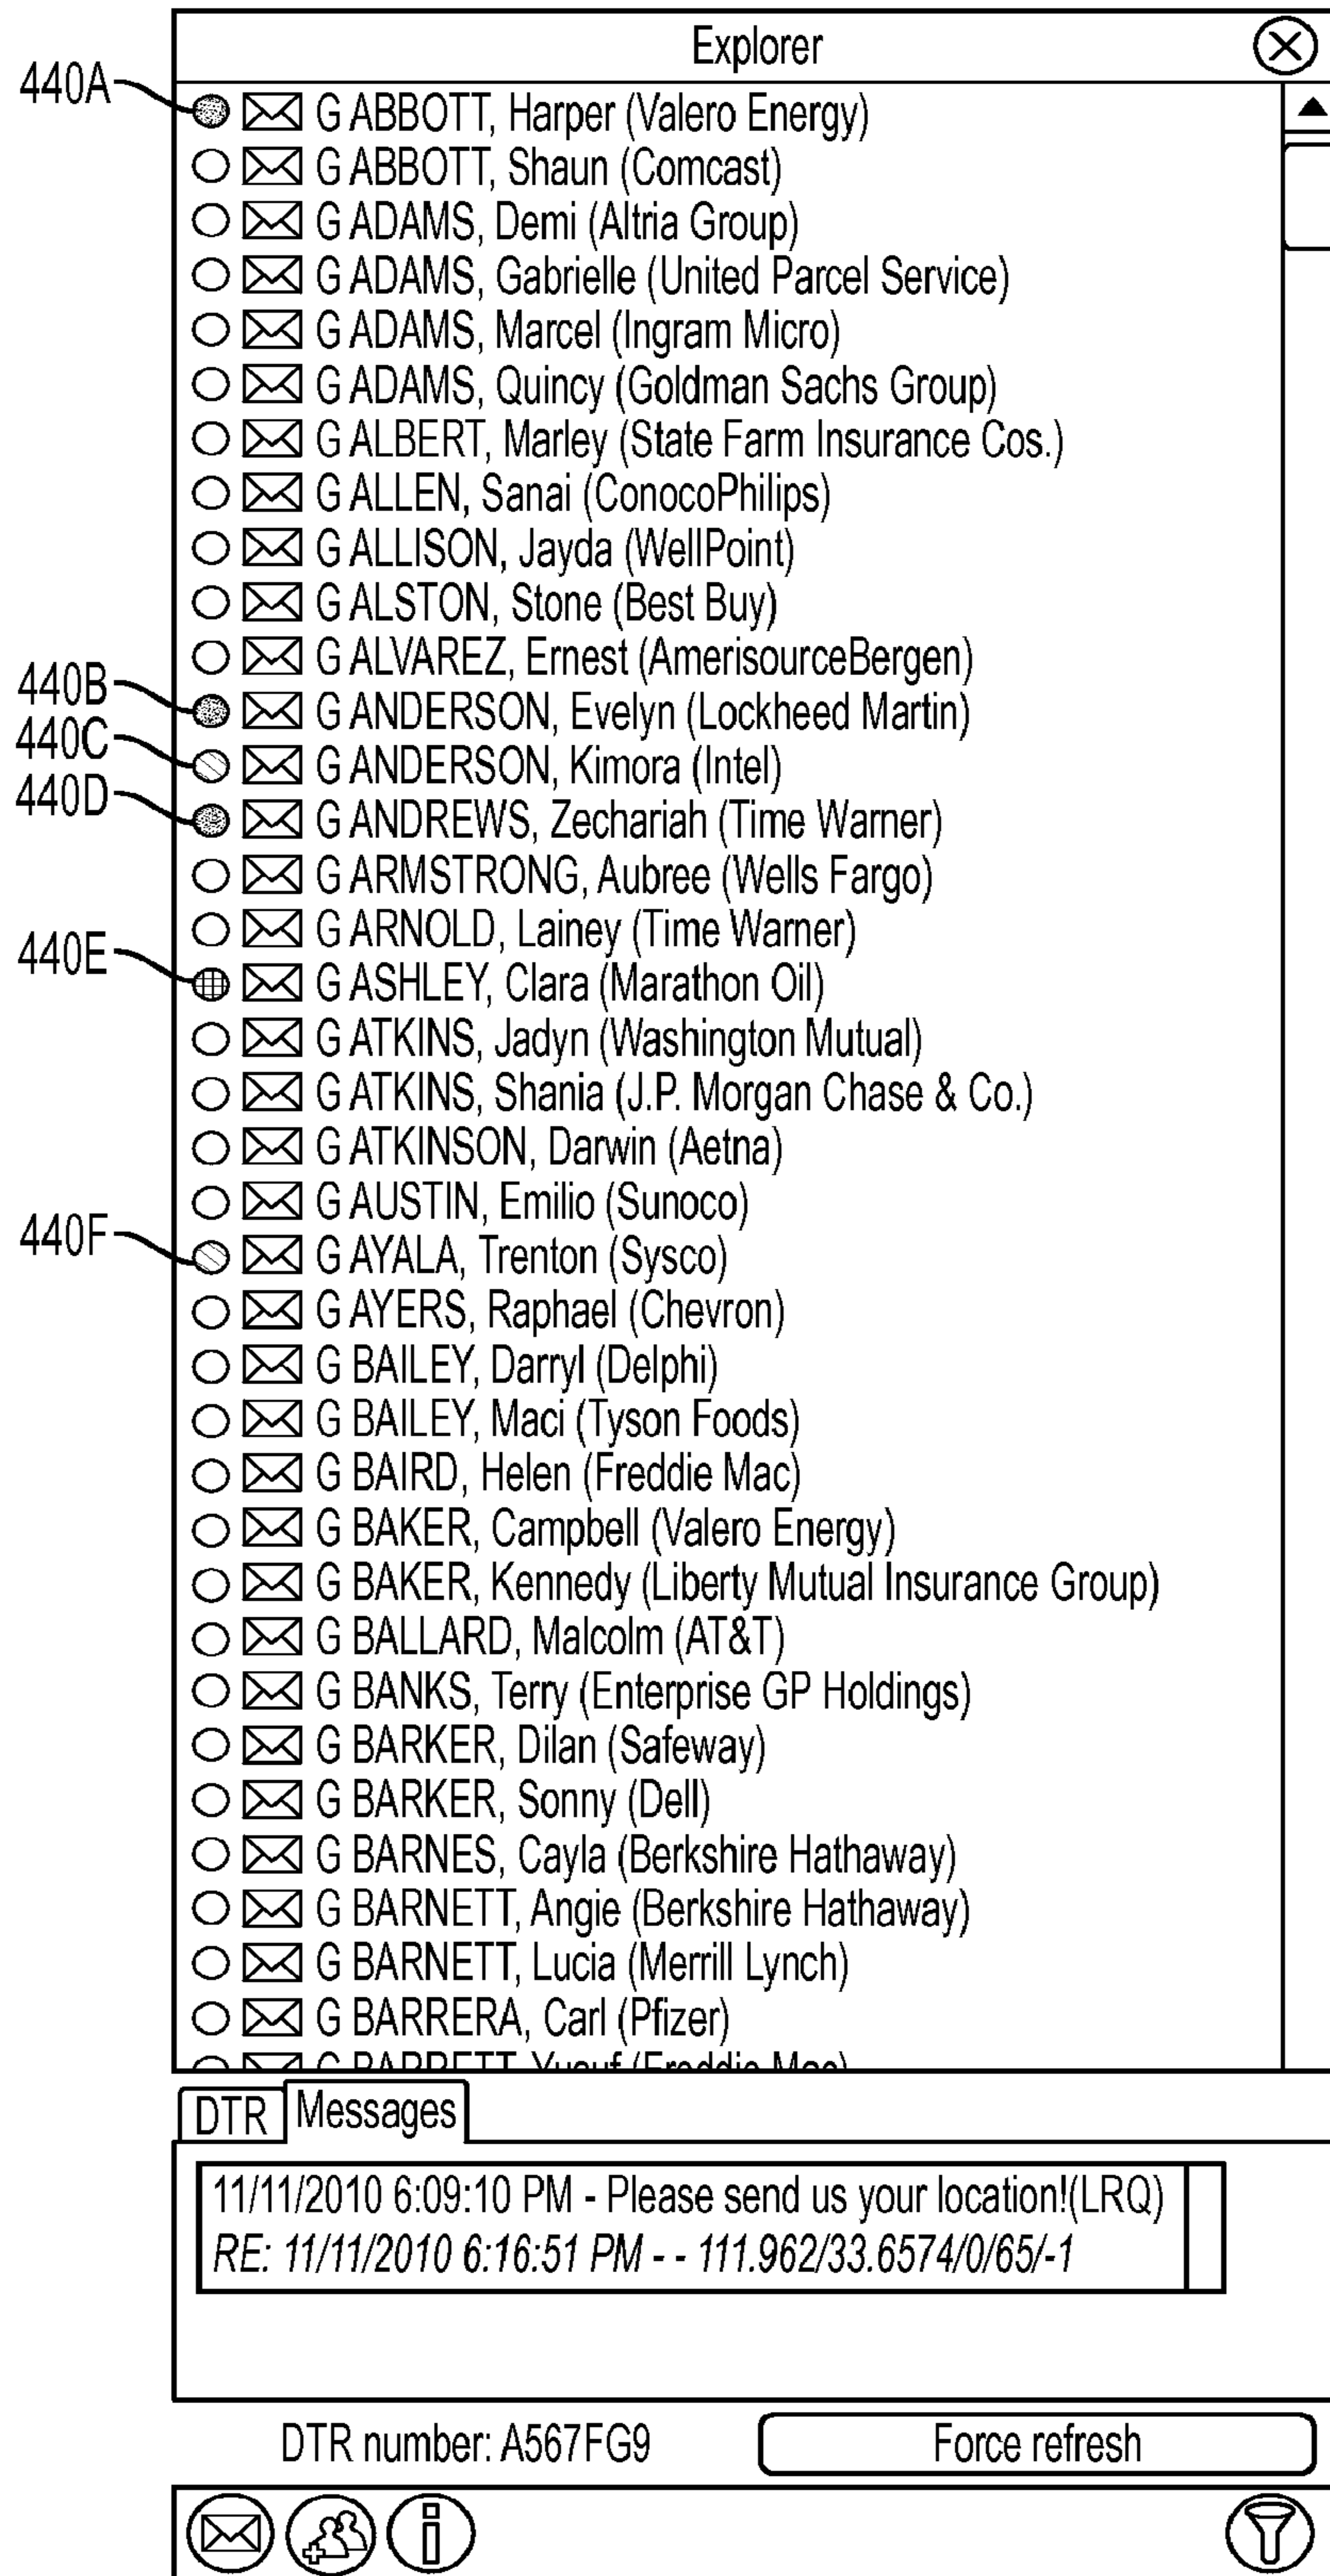 Explorer
440A
G ABBOTT, Harper (Valero Energy)
G ABBOTT, Shaun (Comcast)
G ADAMS, Demi (Altria Group)
G ADAMS, Gabrielle (United Parcel Service)
G ADAMS, Marcel (Ingram Micro)
G ADAMS, Quincy (Goldman Sachs Group)
G ALBERT, Marley (State Farm Insurance Cos.)
G ALLEN, Sanai (ConocoPhilips)
G ALLISON, Jayda (WellPoint)
G ALSTON, Stone (Best Buy)
G ALVAREZ, Ernest (AmerisourceBergen)
440B G ANDERSON, Evelyn (Lockheed Martin)
440C G ANDERSON, Kimora (Intel)
440D G ANDREWS, Zechariah (Time Warner)
G ARMSTRONG, Aubree (Wells Fargo)
G ARNOLD, Lainey (Time Warner)
440E G ASHLEY, Clara (Marathon Oil)
G ATKINS, Jadyn (Washington Mutual)
G ATKINS, Shania (J.P. Morgan Chase & Co.)
G ATKINSON, Darwin (Aetna)
G AUSTIN, Emilio (Sunoco)
440F G AYALA, Trenton (Sysco)
G AYERS, Raphael (Chevron)
G BAILEY, Darryl (Delphi)
G BAILEY, Maci (Tyson Foods)
G BAIRD, Helen (Freddie Mac)
G BAKER, Campbell (Valero Energy)
G BAKER, Kennedy (Liberty Mutual Insurance Group)
G BALLARD, Malcolm (AT&T)
G BANKS, Terry (Enterprise GP Holdings)
G BARKER, Dilan (Safeway)
G BARKER, Sonny (Dell)
G BARNES, Cayla (Berkshire Hathaway)
G BARNETT, Angie (Berkshire Hathaway)
G BARNETT, Lucia (Merrill Lynch)
G BARRERA, Carl (Pfizer)
G BARRETT, Yusuf (Freddie Mac)
DTR Messages
11/11/2010 6:09:10 PM - Please send us your location!(LRQ)
RE: 11/11/2010 6:16:51 PM - - 111.962/33.6574/0/65/-1
DTR number: A567FG9 Force refresh